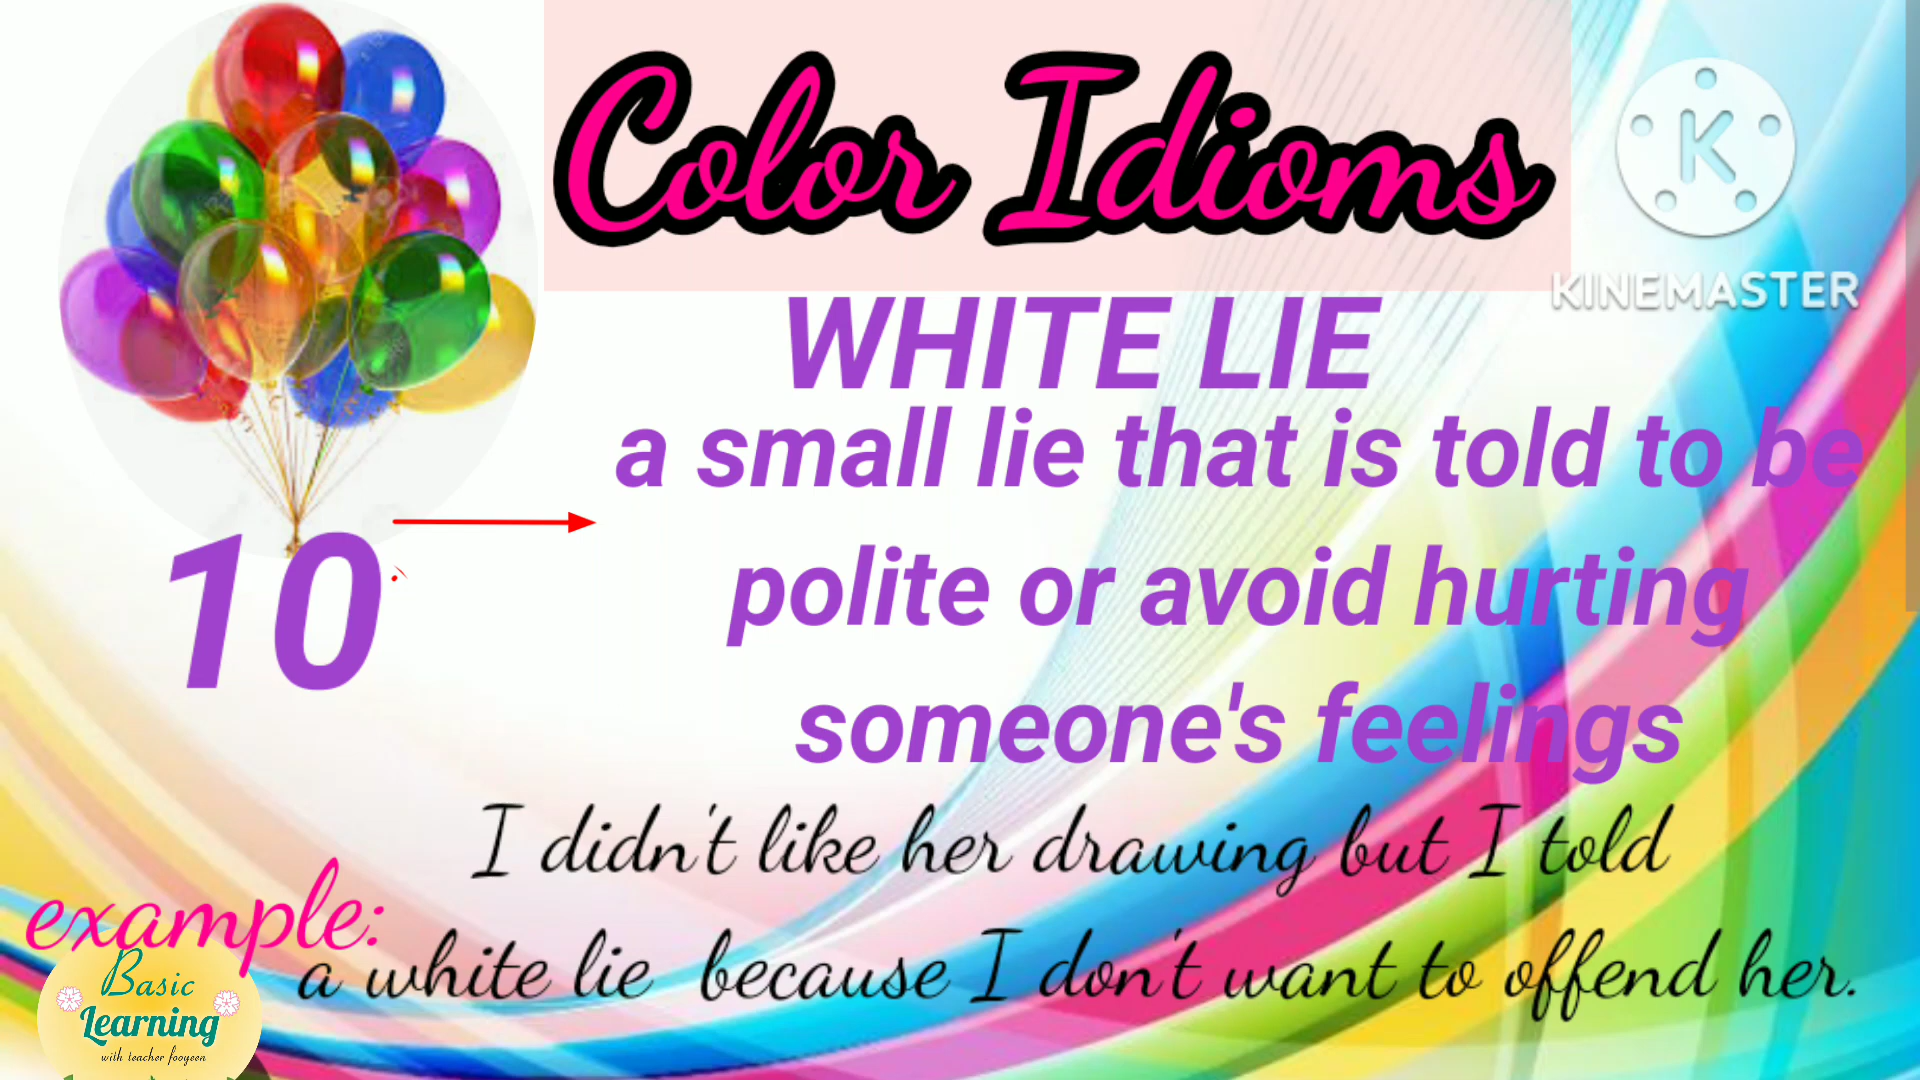 Color Idioms
K
KINEMASTER
WHITE LIE
a small lie that is told to be
polite or avoid hurting
someone's feelings
10
I didn't like her drawing but I told
example:
a white lie because I don't want to offend her.
Basic
Learning
with teacher fooyeen